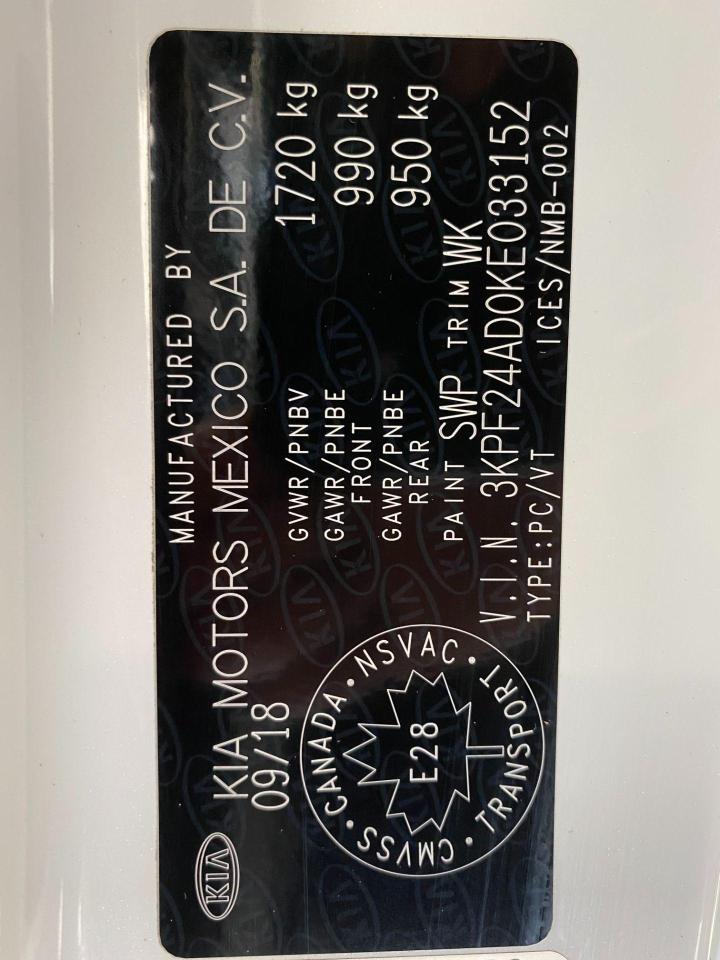 KIA
MANUFACTURED BY
KIA MOTORS MEXICO S.A. DE C.V.
09/18
GVWR/PNBV 1720 kg
GAWR/PNBE FRONT 990 kg
GAWR/PNBE REAR 950 kg
PAINT SWP TRIM WK
V.I.N. 3KPF24AD0KE033152
TYPE:PC/VT ICES/NMB-002
CMVSS · CANADA · NSVAC · TRANSPORT ·
E28